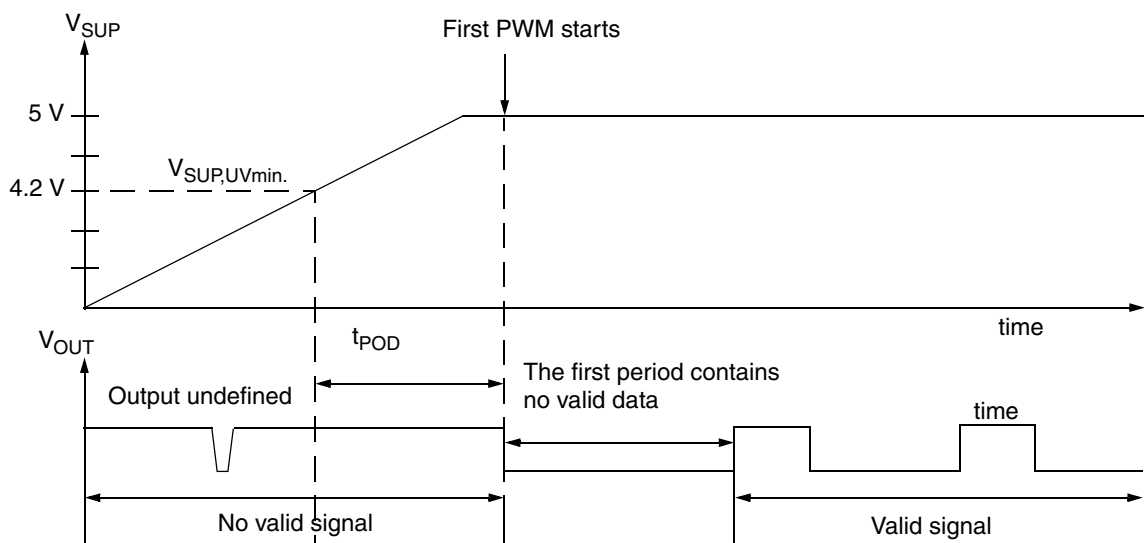 VSUP
First PWM starts
5 V
VSUP,UVmin.
4.2 V
time
VOUT
tPOD
The first period contains
no valid data
Output undefined
time
No valid signal
Valid signal